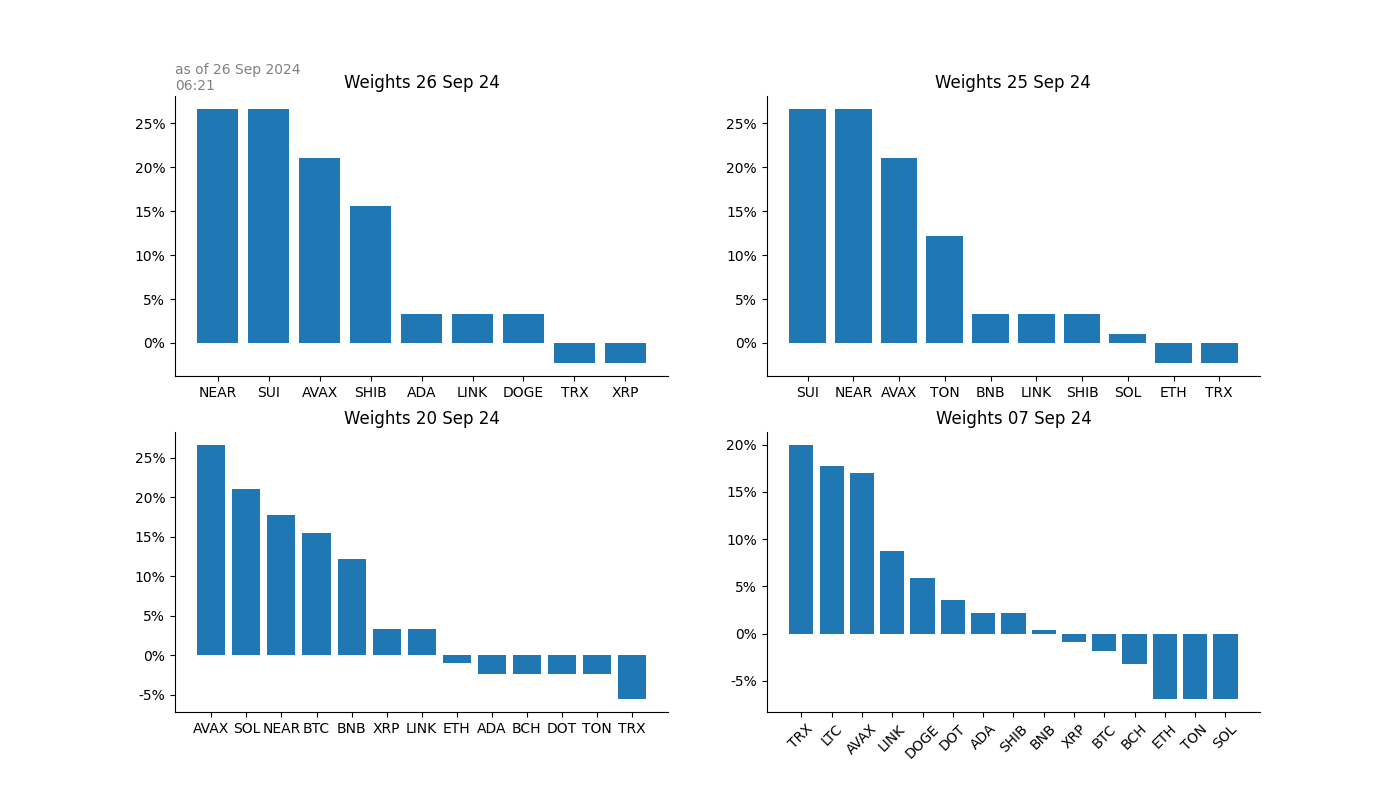 as of 26 Sep 2024
06:21
Weights 26 Sep 24
25%
20%
15%
10%
5%
0%
NEAR SUI AVAX SHIB ADA LINK DOGE TRX XRP
Weights 25 Sep 24
25%
20%
15%
10%
5%
0%
SUI NEAR AVAX TON BNB LINK SHIB SOL ETH TRX
Weights 20 Sep 24
25%
20%
15%
10%
5%
0%
-5%
AVAX SOL NEAR BTC BNB XRP LINK ETH ADA BCH DOT TON TRX
Weights 07 Sep 24
20%
15%
10%
5%
0%
-5%
TRX LTC AVAX LINK DOGE DOT ADA SHIB BNB XRP BTC BCH ETH TON SOL